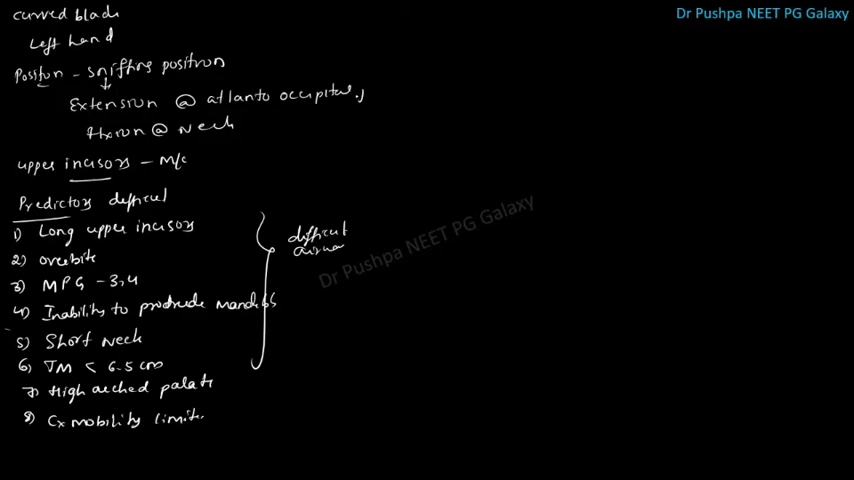 Dr Pushpa NEET PG Galaxy
curved blade
Left hand
Position - sniffing position
Extension @ atlanto occipital.j
flexion @ Neck
upper incisors - M/c
Predictors difficult
1) Long upper incisors
2) overbite
3) MPG - 3,4
4) Inability to protrude mandible
5) Short neck
6) TM < 6.5 cm
7) High arched palate
8) Cx mobility limite.
difficult
airway
Dr Pushpa NEET PG Galaxy